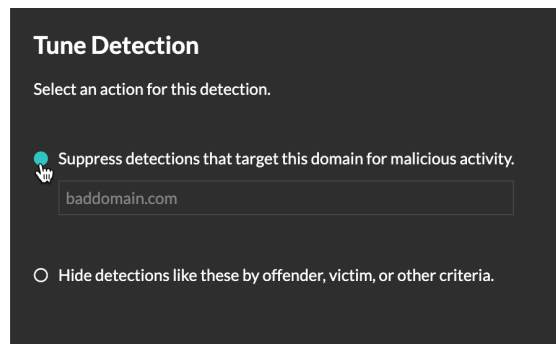 Tune Detection
Select an action for this detection.
Suppress detections that target this domain for malicious activity.
baddomain.com
Hide detections like these by offender, victim, or other criteria.